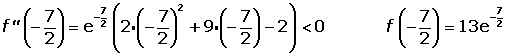 f"(-7/2) = e^(-7/2) (2·(-7/2)^2 + 9·(-7/2) - 2) < 0 f(-7/2) = 13e^(-7/2)